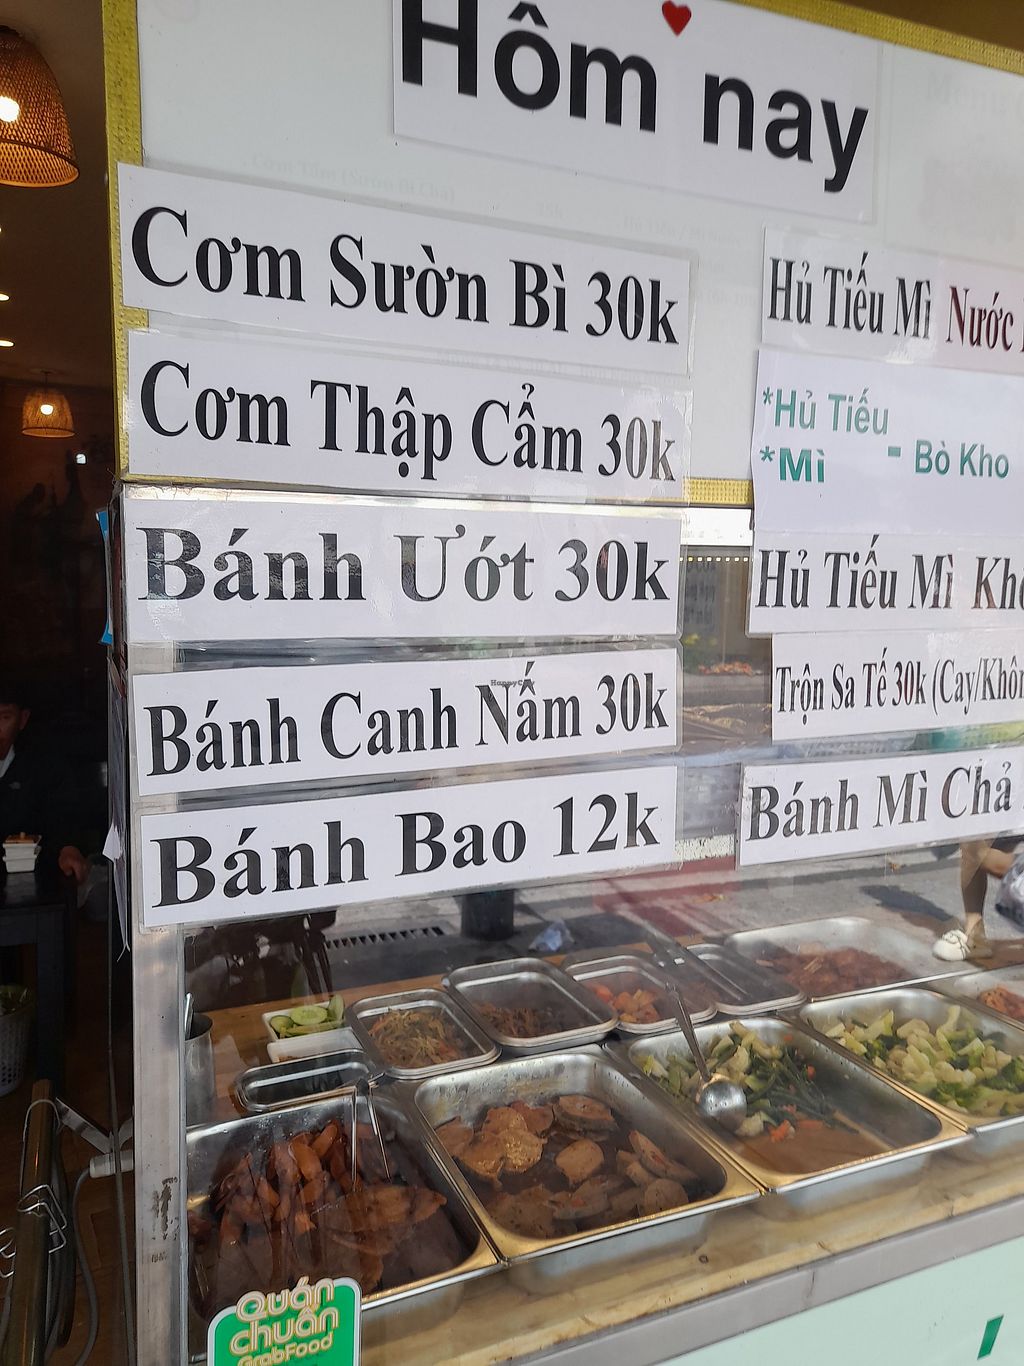 Hôm nay
Cơm Sườn Bì 30k
Cơm Thập Cẩm 30k
Bánh Ướt 30k
Bánh Canh Nấm 30k
Bánh Bao 12k
Hủ Tiếu Mì Nước
*Hủ Tiếu
*Mì
- Bò Kho
Hủ Tiếu Mì
Trộn Sa Tế 30k (Cay/
Bánh Mì Chả
Quán
chuẩn
GrabFood
HappyCow